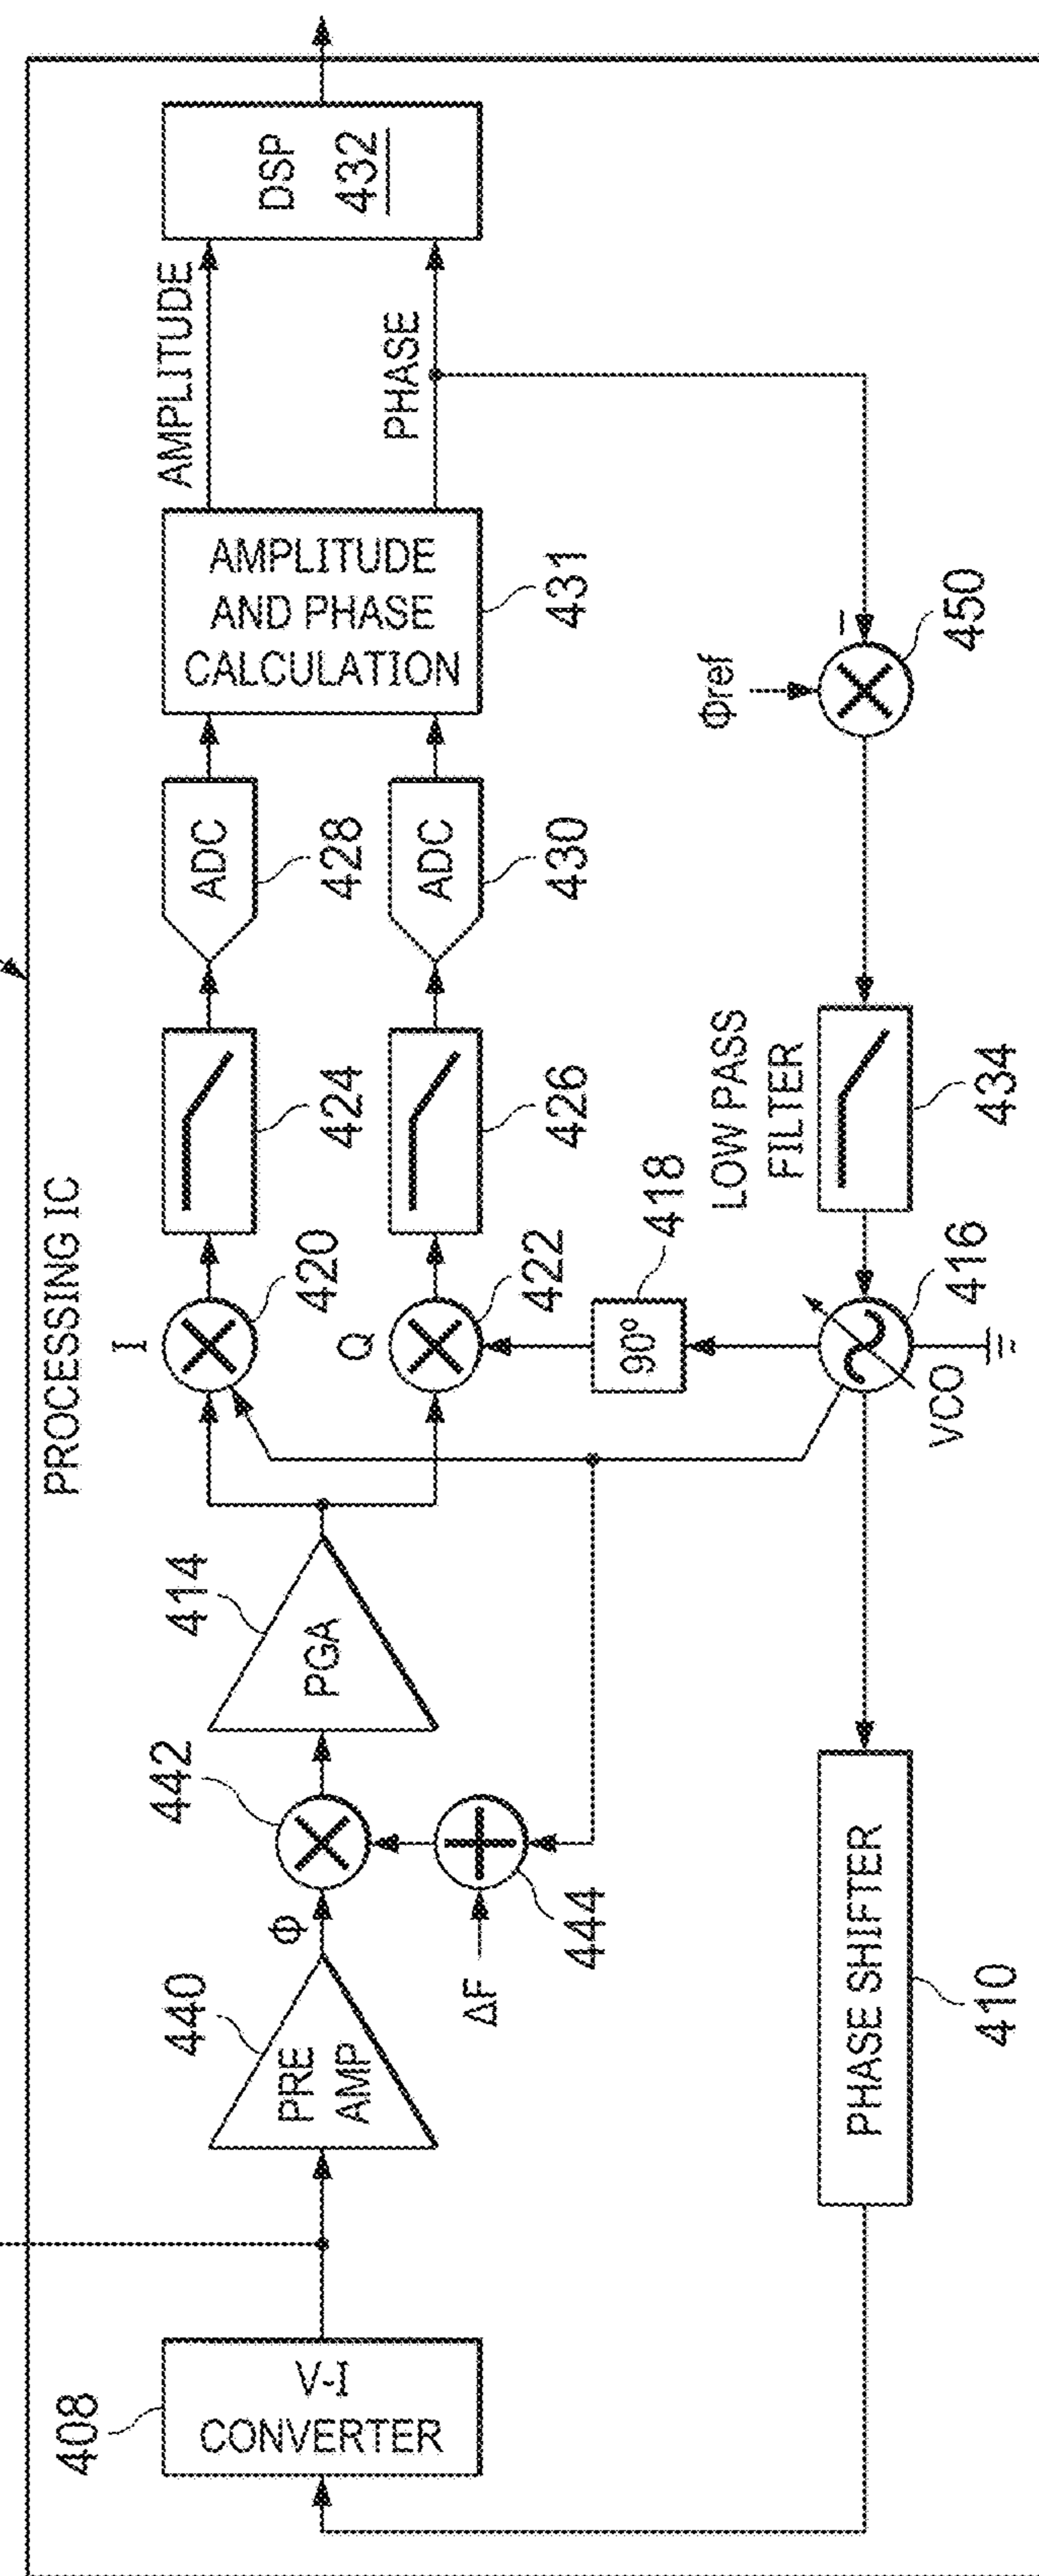 PROCESSING IC
408
V-I
CONVERTER
440
PRE
AMP
Φ
442
ΔF
444
414
PGA
I
420
Q
422
424
426
418
90°
ADC
428
ADC
430
AMPLITUDE
AND PHASE
CALCULATION
431
AMPLITUDE
PHASE
DSP
432
PHASE SHIFTER
410
VCO
416
LOW PASS
FILTER
434
Φref
–
450